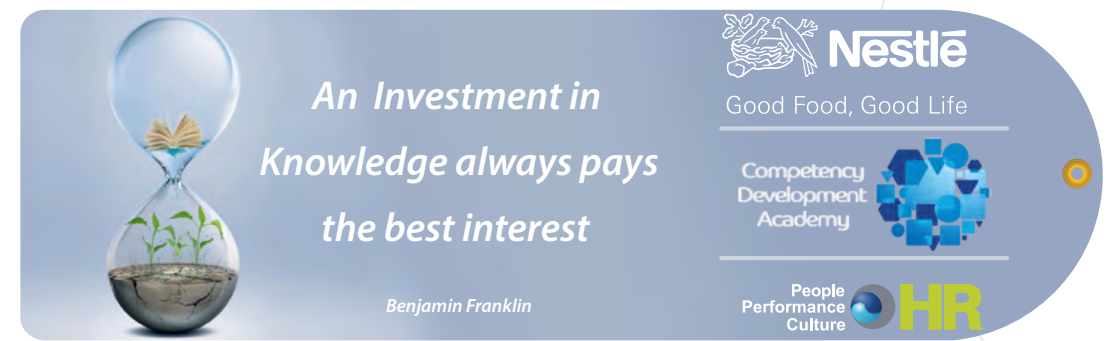 An Investment in
Knowledge always pays
the best interest
Benjamin Franklin
Nestlé
Good Food, Good Life
Competency
Development
Academy
People
Performance
Culture
HR